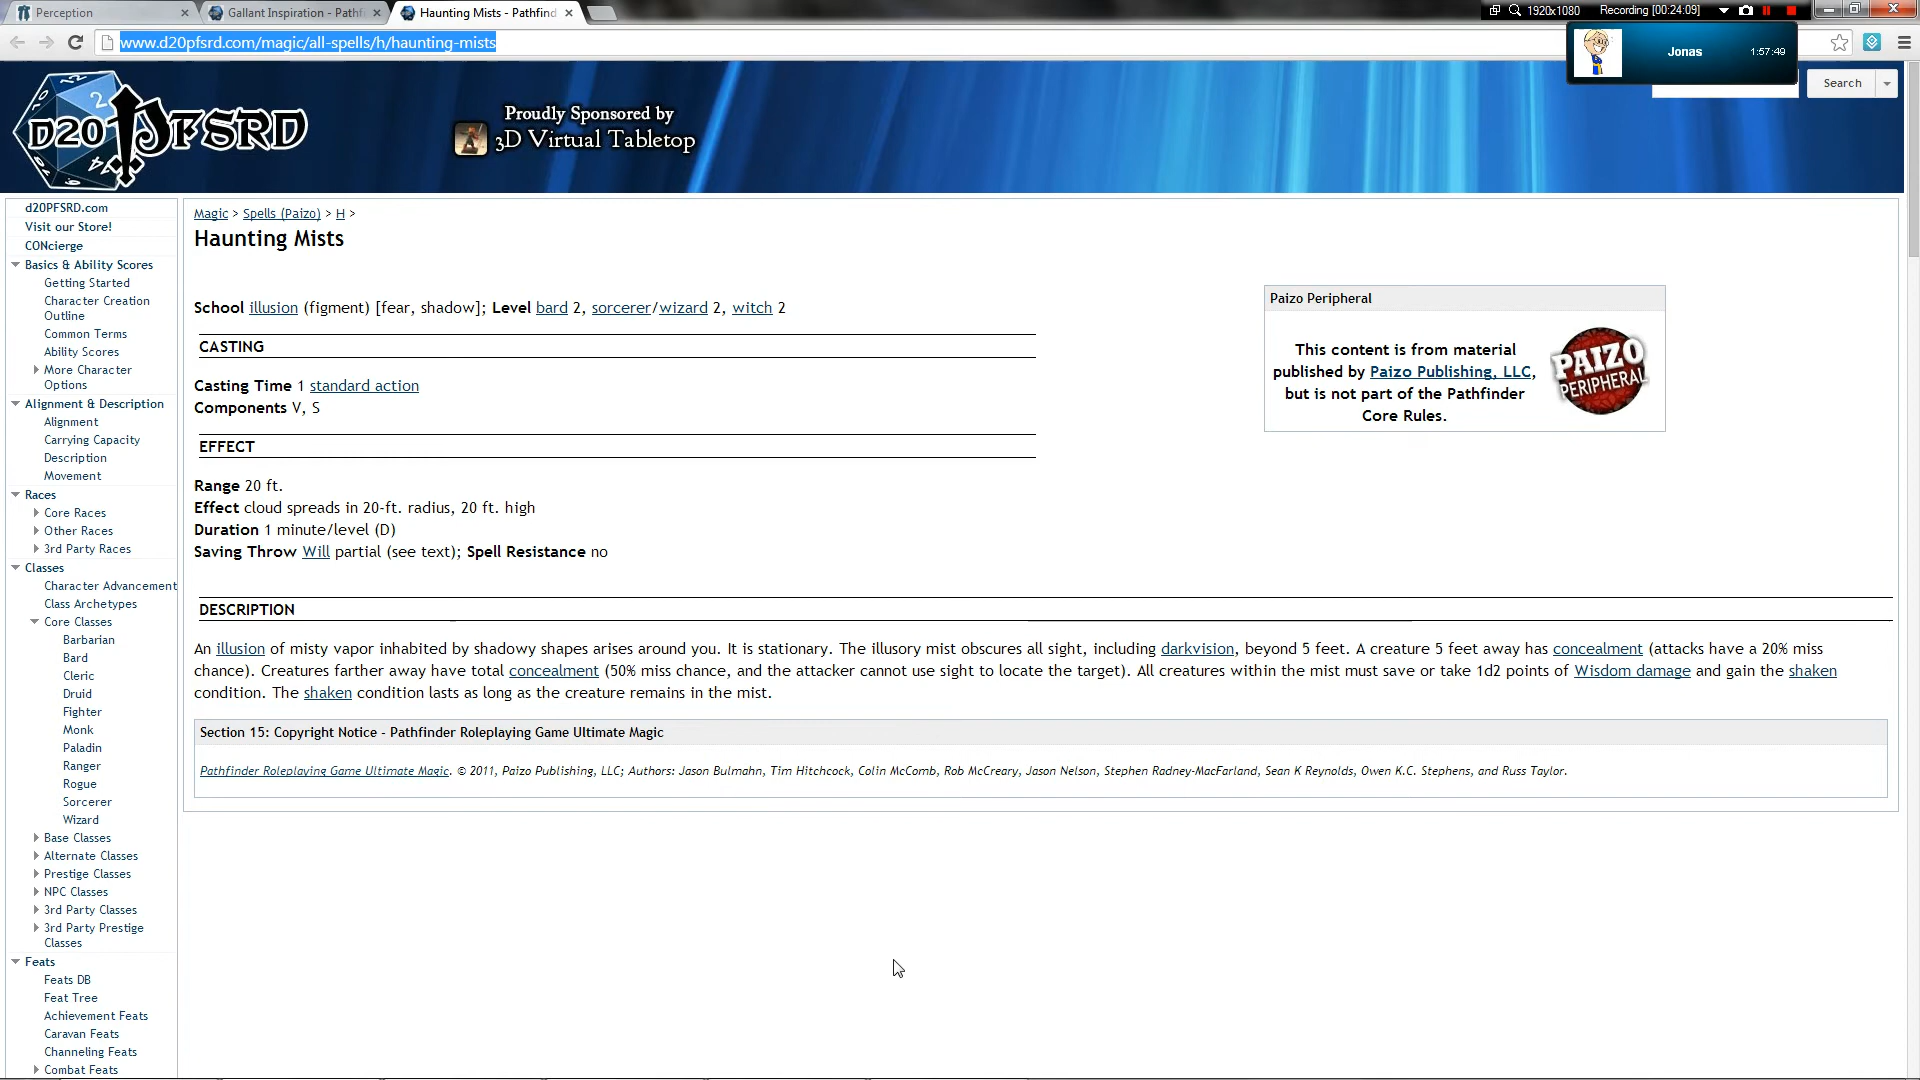 Perception
Gallant Inspiration - Pathf
Haunting Mists - Pathfind
1920x1080
Recording [00:24:09]
www.d20pfsrd.com/magic/all-spells/h/haunting-mists
Jonas
1:57:49
Search
D20 PFSRD
Proudly Sponsored by
3D Virtual Tabletop
d20PFSRD.com
Visit our Store!
CONcierge
Basics & Ability Scores
Getting Started
Character Creation
Outline
Common Terms
Ability Scores
More Character
Options
Alignment & Description
Alignment
Carrying Capacity
Description
Movement
Races
Core Races
Other Races
3rd Party Races
Classes
Character Advancement
Class Archetypes
Core Classes
Barbarian
Bard
Cleric
Druid
Fighter
Monk
Paladin
Ranger
Rogue
Sorcerer
Wizard
Base Classes
Alternate Classes
Prestige Classes
NPC Classes
3rd Party Classes
3rd Party Prestige
Classes
Feats
Feats DB
Feat Tree
Achievement Feats
Caravan Feats
Channeling Feats
Combat Feats
Magic > Spells (Paizo) > H >
Haunting Mists
School illusion (figment) [fear, shadow]; Level bard 2, sorcerer/wizard 2, witch 2
CASTING
Casting Time 1 standard action
Components V, S
EFFECT
Range 20 ft.
Effect cloud spreads in 20-ft. radius, 20 ft. high
Duration 1 minute/level (D)
Saving Throw Will partial (see text); Spell Resistance no
Paizo Peripheral
This content is from material
published by Paizo Publishing, LLC,
but is not part of the Pathfinder
Core Rules.
PAIZO
PERIPHERAL
DESCRIPTION
An illusion of misty vapor inhabited by shadowy shapes arises around you. It is stationary. The illusory mist obscures all sight, including darkvision, beyond 5 feet. A creature 5 feet away has concealment (attacks have a 20% miss
chance). Creatures farther away have total concealment (50% miss chance, and the attacker cannot use sight to locate the target). All creatures within the mist must save or take 1d2 points of Wisdom damage and gain the shaken
condition. The shaken condition lasts as long as the creature remains in the mist.
Section 15: Copyright Notice - Pathfinder Roleplaying Game Ultimate Magic
Pathfinder Roleplaying Game Ultimate Magic. © 2011, Paizo Publishing, LLC; Authors: Jason Bulmahn, Tim Hitchcock, Colin McComb, Rob McCreary, Jason Nelson, Stephen Radney-MacFarland, Sean K Reynolds, Owen K.C. Stephens, and Russ Taylor.